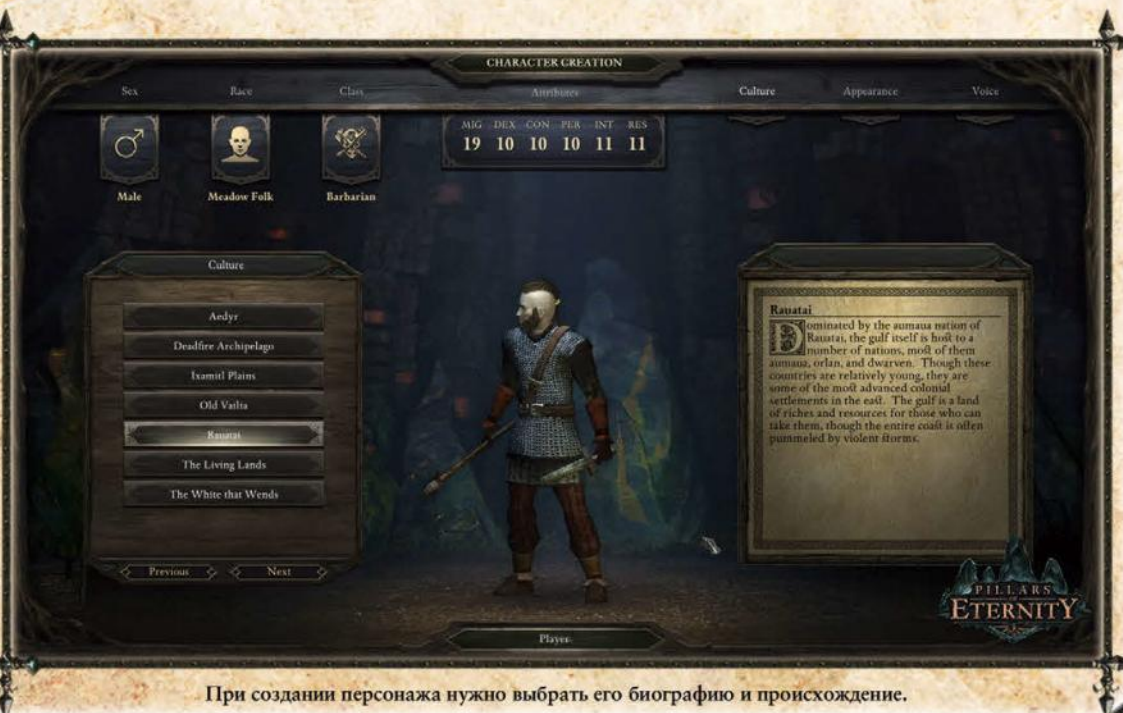 CHARACTER CREATION
Sex Race Class Attributes Culture Appearance Voice
MIG DEX CON PER INT RES
19 10 10 10 11 11
Male Meadow Folk Barbarian
Culture
Aedyr
Deadfire Archipelago
Ixamitl Plains
Old Vailia
Rauatai
The Living Lands
The White that Wends
Previous Next
Rauatai
Dominated by the aumaua nation of
Rauatai, the gulf itself is host to a
number of nations, most of them
aumaua, orlan, and dwarven. Though these
countries are relatively young, they are
some of the most advanced colonial
settlements in the east. The gulf is a land
of riches and resources for those who can
take them, though the entire coast is often
pummeled by violent storms.
PILLARS
OF
ETERNITY
Player
При создании персонажа нужно выбрать его биографию и происхождение.